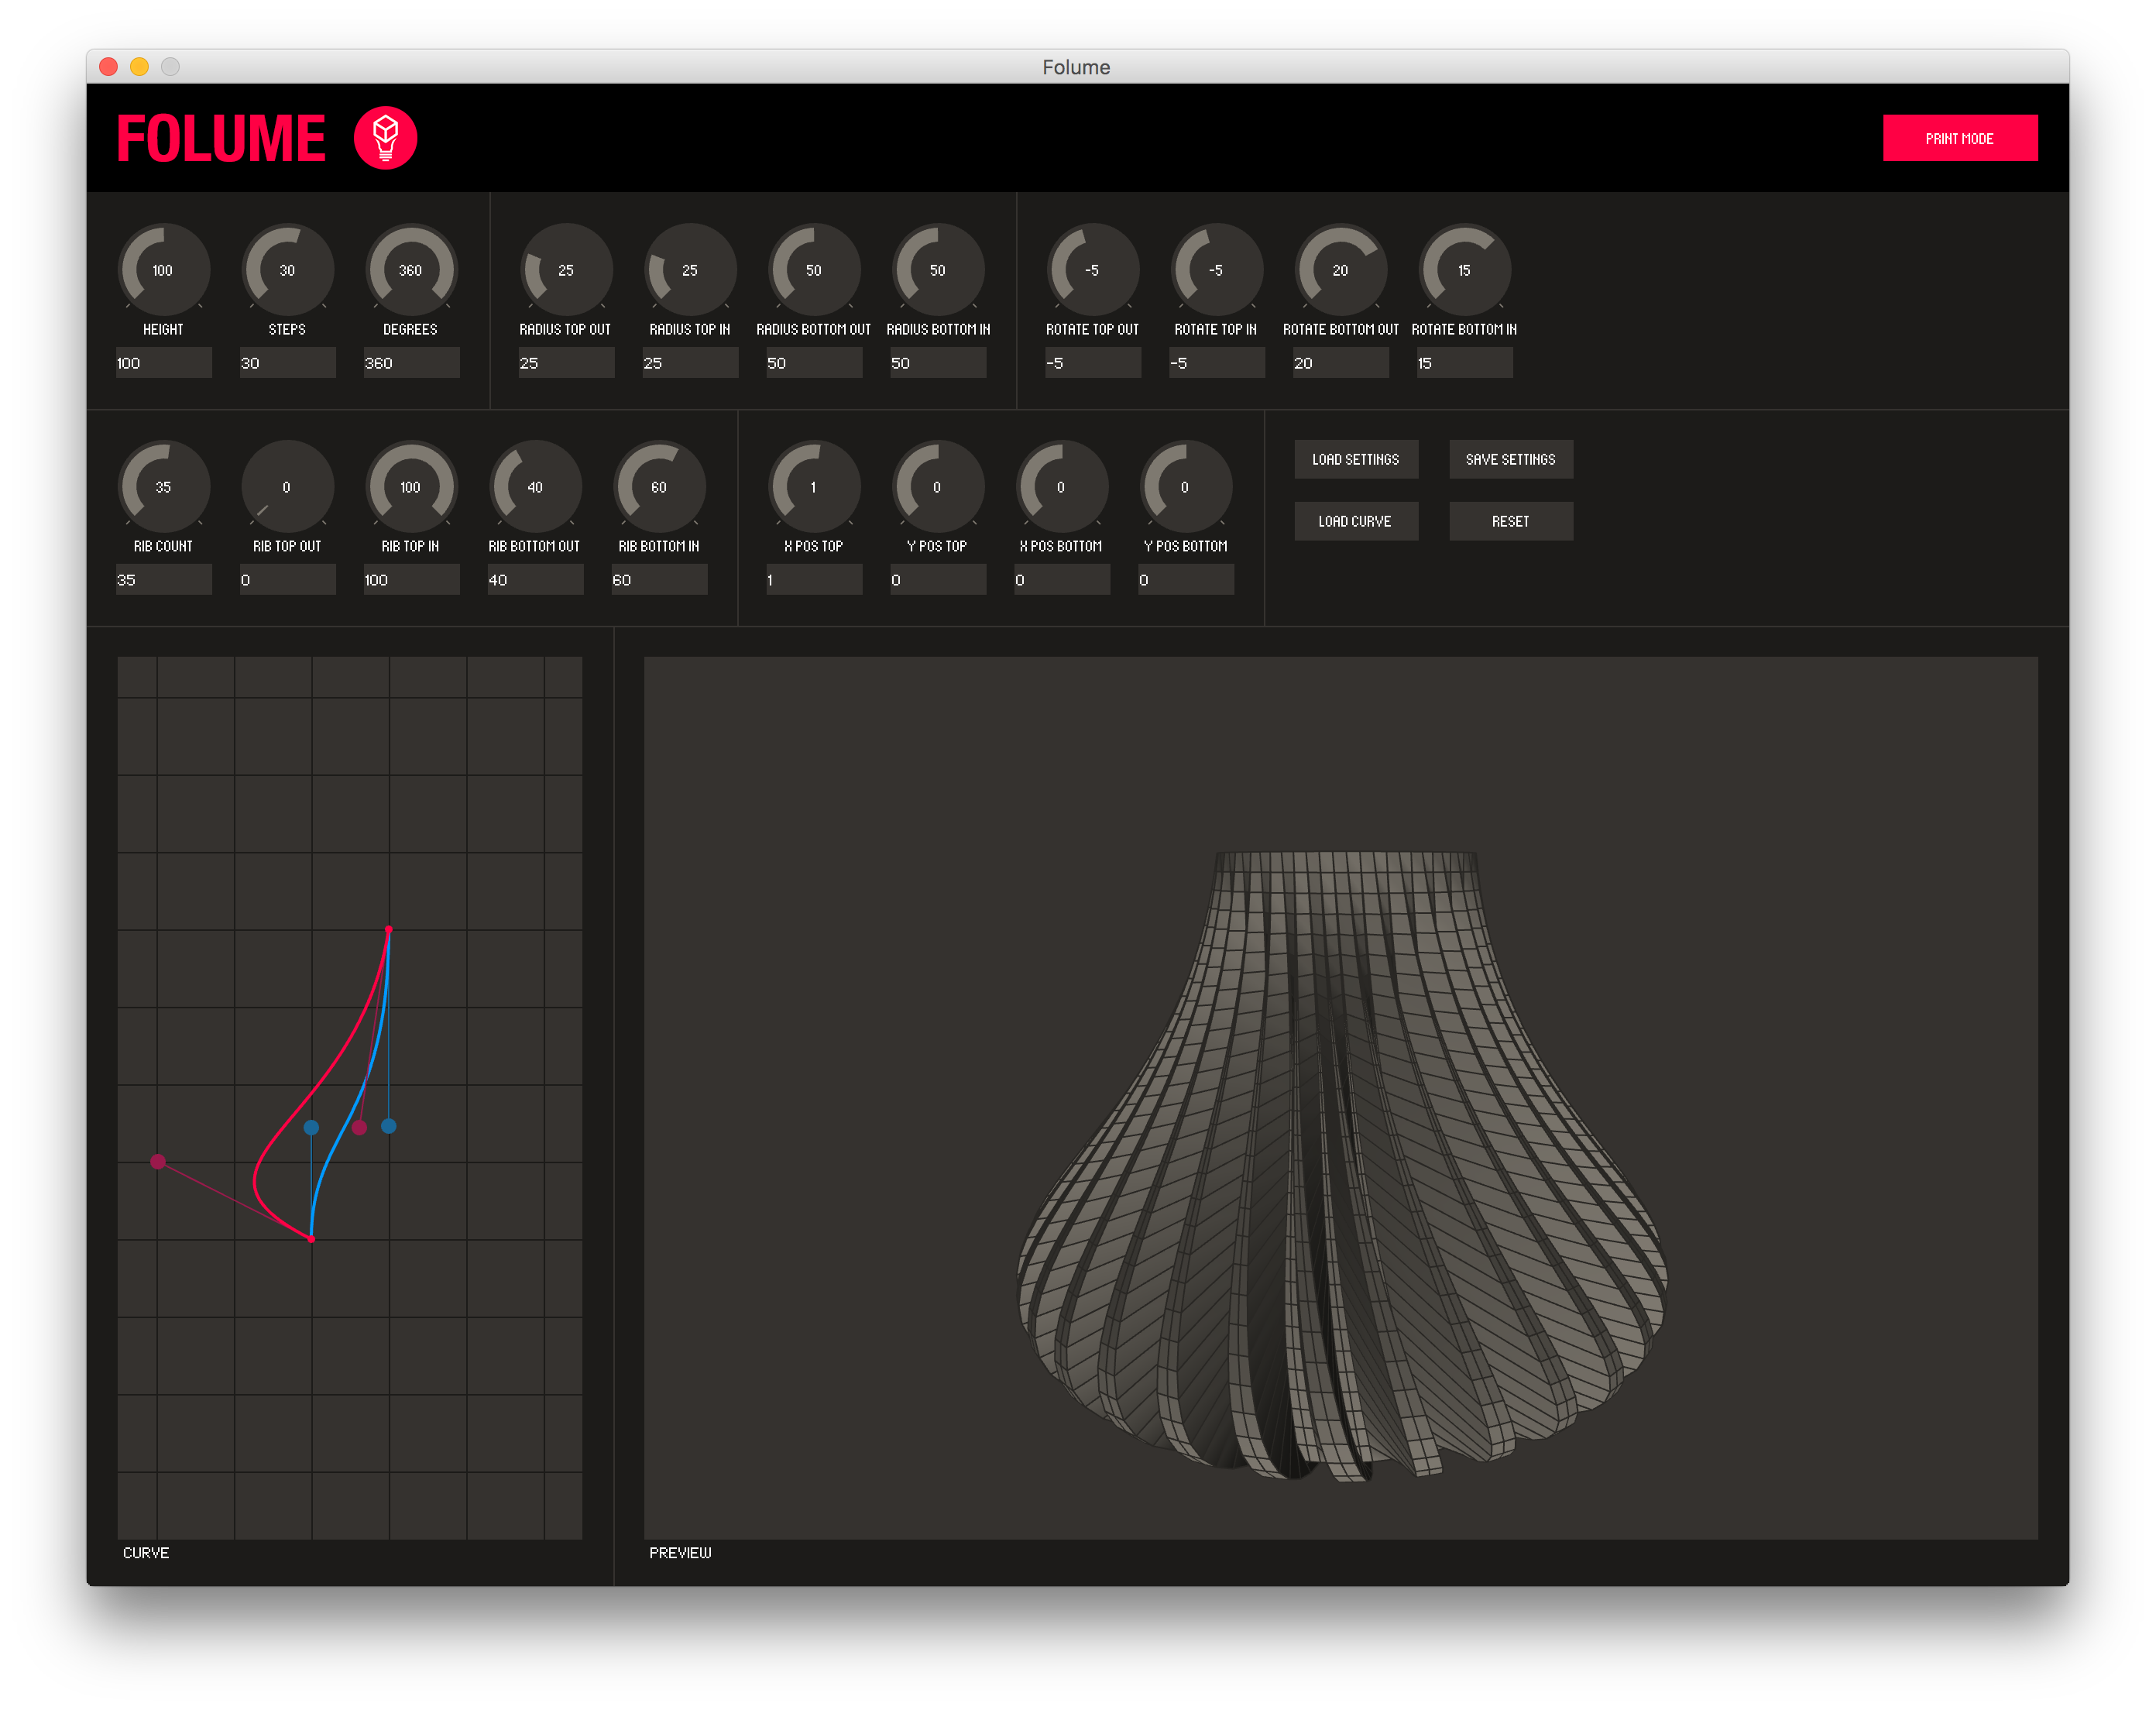 Folume
FOLUME
PRINT MODE
100 30 360 25 25 50 50 -5 -5 20 15
HEIGHT STEPS DEGREES RADIUS TOP OUT RADIUS TOP IN RADIUS BOTTOM OUT RADIUS BOTTOM IN ROTATE TOP OUT ROTATE TOP IN ROTATE BOTTOM OUT ROTATE BOTTOM IN
100 30 360 25 25 50 50 -5 -5 20 15
35 0 100 40 60 1 0 0 0
RIB COUNT RIB TOP OUT RIB TOP IN RIB BOTTOM OUT RIB BOTTOM IN X POS TOP Y POS TOP X POS BOTTOM Y POS BOTTOM
35 0 100 40 60 1 0 0 0
LOAD SETTINGS SAVE SETTINGS
LOAD CURVE RESET
CURVE PREVIEW